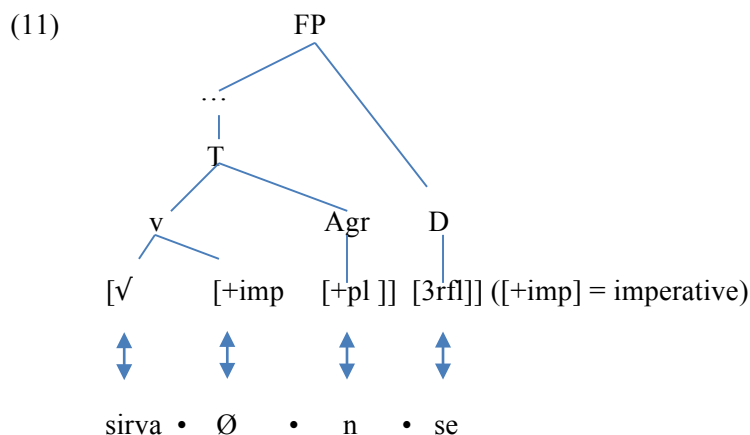 (11) FP
…
T
v Agr D
[√ [+imp [+pl ]] [3rfl]] ([+imp] = imperative)
sirva • Ø • n • se